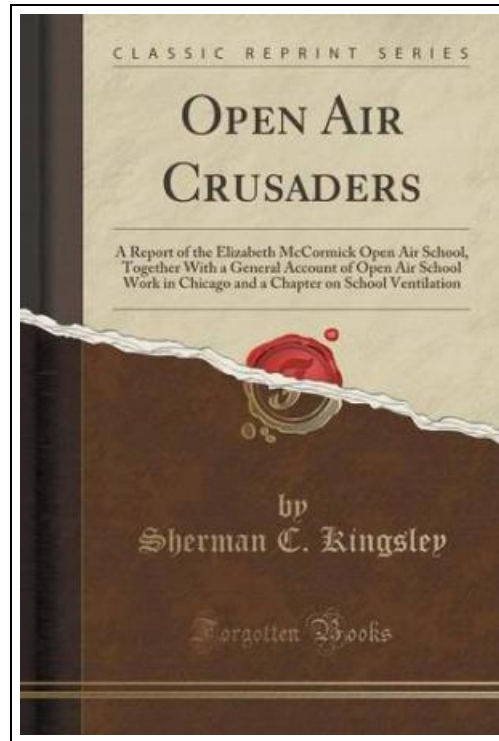 CLASSIC REPRINT SERIES
OPEN AIR
CRUSADERS
A Report of the Elizabeth McCormick Open Air School,
Together With a General Account of Open Air School
Work in Chicago and a Chapter on School Ventilation
by
Sherman C. Kingsley
Forgotten Books